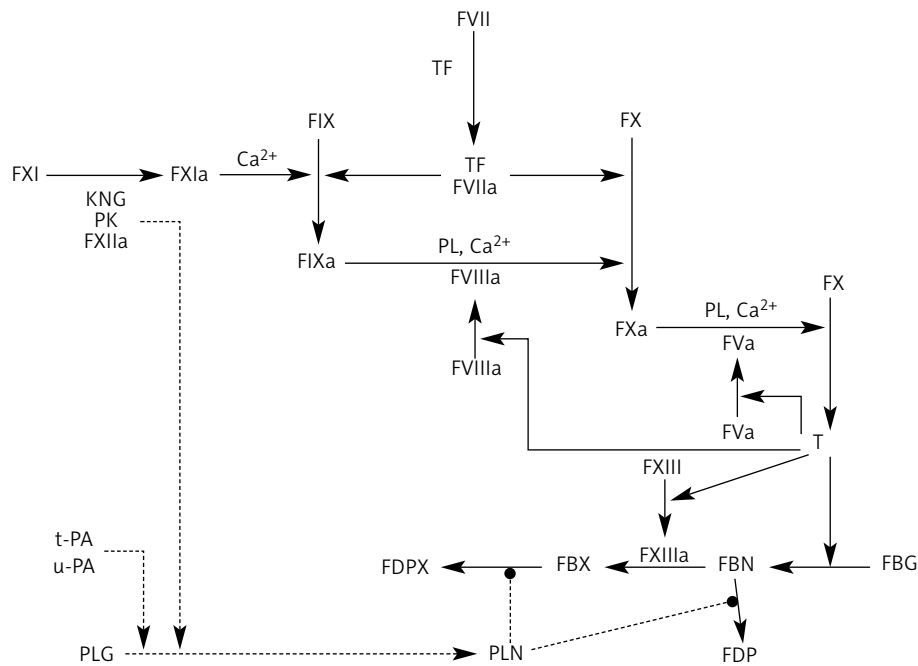 FVII
TF
FIX
FX
FXI
FXIa
Ca²⁺
TF
FVIIa
KNG
PK
FXIIa
FIXa
PL, Ca²⁺
FVIIIa
FX
FXa
PL, Ca²⁺
FVa
FVIIIa
FVa
T
FXIII
t-PA
u-PA
FXIIIa
FDPX
FBX
FBN
FBG
PLG
PLN
FDP